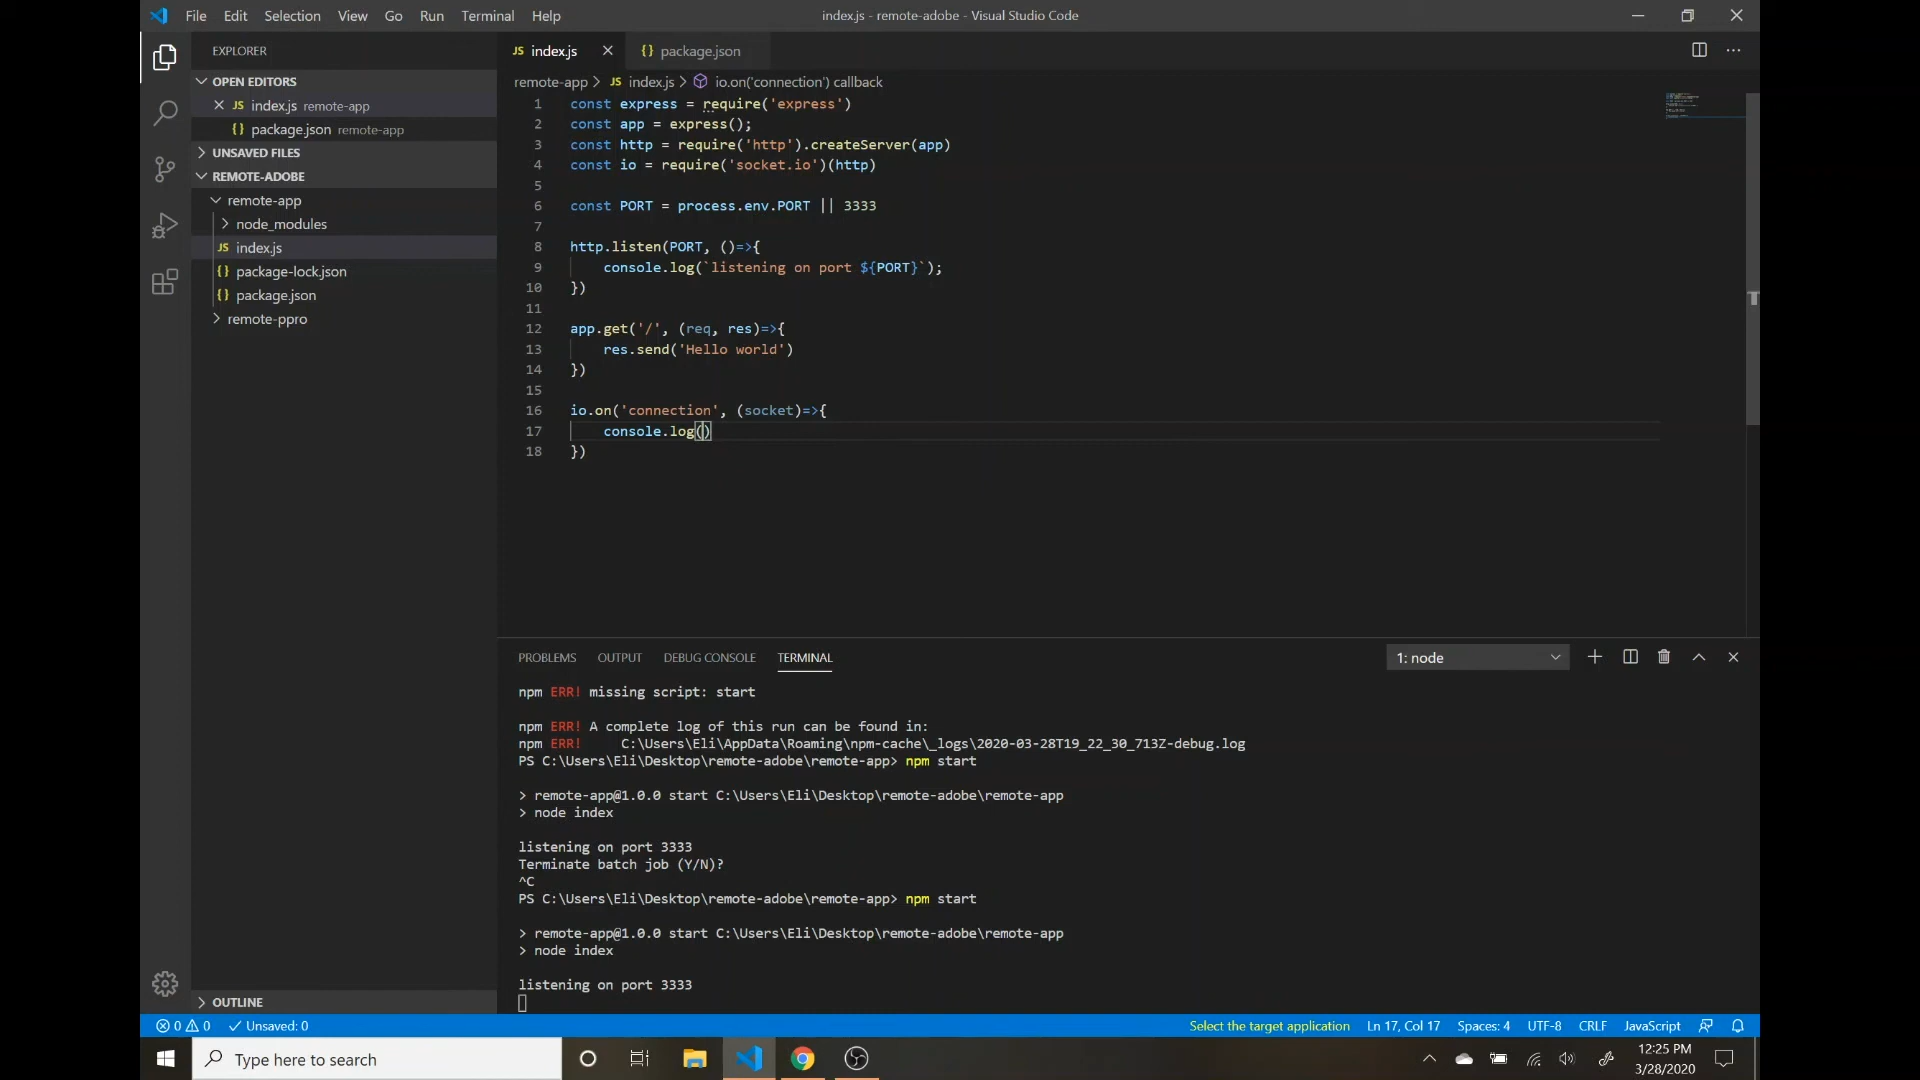 File Edit Selection View Go Run Terminal Help
index.js - remote-adobe - Visual Studio Code
EXPLORER
OPEN EDITORS
JS index.js remote-app
{} package.json remote-app
UNSAVED FILES
REMOTE-ADOBE
remote-app
node_modules
JS index.js
{} package-lock.json
{} package.json
remote-ppro
OUTLINE
JS index.js
{} package.json
remote-app > JS index.js > io.on('connection') callback
1 const express = require('express')
2 const app = express();
3 const http = require('http').createServer(app)
4 const io = require('socket.io')(http)
5
6 const PORT = process.env.PORT || 3333
7
8 http.listen(PORT, ()=>{
9 console.log(`listening on port ${PORT}`);
10 })
11
12 app.get('/', (req, res)=>{
13 res.send('Hello world')
14 })
15
16 io.on('connection', (socket)=>{
17 console.log()
18 })
PROBLEMS OUTPUT DEBUG CONSOLE TERMINAL
1: node
npm ERR! missing script: start
npm ERR! A complete log of this run can be found in:
npm ERR! C:\Users\Eli\AppData\Roaming\npm-cache\_logs\2020-03-28T19_22_30_713Z-debug.log
PS C:\Users\Eli\Desktop\remote-adobe\remote-app> npm start
> remote-app@1.0.0 start C:\Users\Eli\Desktop\remote-adobe\remote-app
> node index
listening on port 3333
Terminate batch job (Y/N)?
^C
PS C:\Users\Eli\Desktop\remote-adobe\remote-app> npm start
> remote-app@1.0.0 start C:\Users\Eli\Desktop\remote-adobe\remote-app
> node index
listening on port 3333
0 0 Unsaved: 0
Select the target application Ln 17, Col 17 Spaces: 4 UTF-8 CRLF JavaScript
Type here to search
12:25 PM
3/28/2020